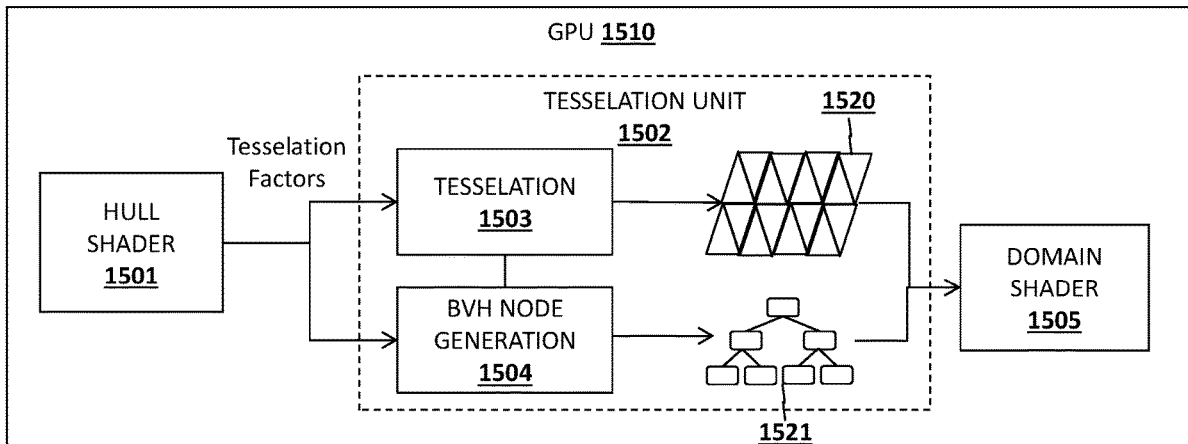 GPU 1510
TESSELATION UNIT
1502
1520
Tesselation
Factors
HULL
SHADER
1501
TESSELATION
1503
BVH NODE
GENERATION
1504
DOMAIN
SHADER
1505
1521